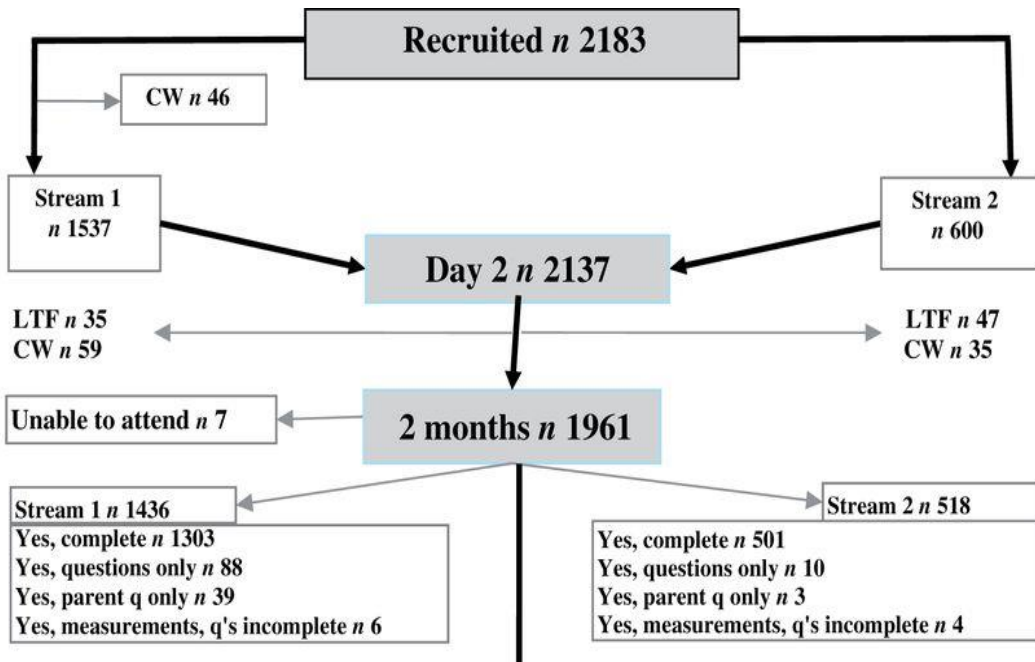 Recruited n 2183
CW n 46
Stream 1
n 1537
Stream 2
n 600
Day 2 n 2137
LTF n 35
CW n 59
LTF n 47
CW n 35
Unable to attend n 7
2 months n 1961
Stream 1 n 1436
Yes, complete n 1303
Yes, questions only n 88
Yes, parent q only n 39
Yes, measurements, q's incomplete n 6
Stream 2 n 518
Yes, complete n 501
Yes, questions only n 10
Yes, parent q only n 3
Yes, measurements, q's incomplete n 4